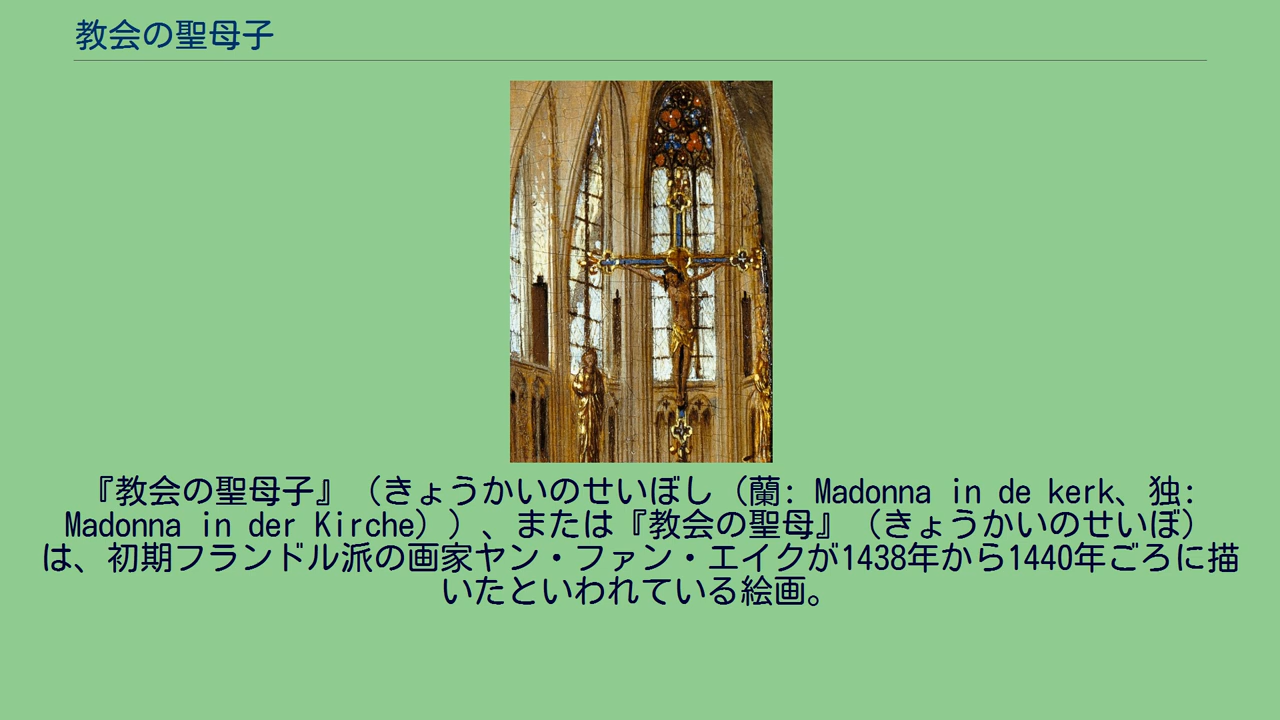 教会の聖母子
『教会の聖母子』（きょうかいのせいぼし（蘭: Madonna in de kerk、独:
Madonna in der Kirche））、または『教会の聖母』（きょうかいのせいぼ）
は、初期フランドル派の画家ヤン・ファン・エイクが1438年から1440年ごろに描
いたといわれている絵画。